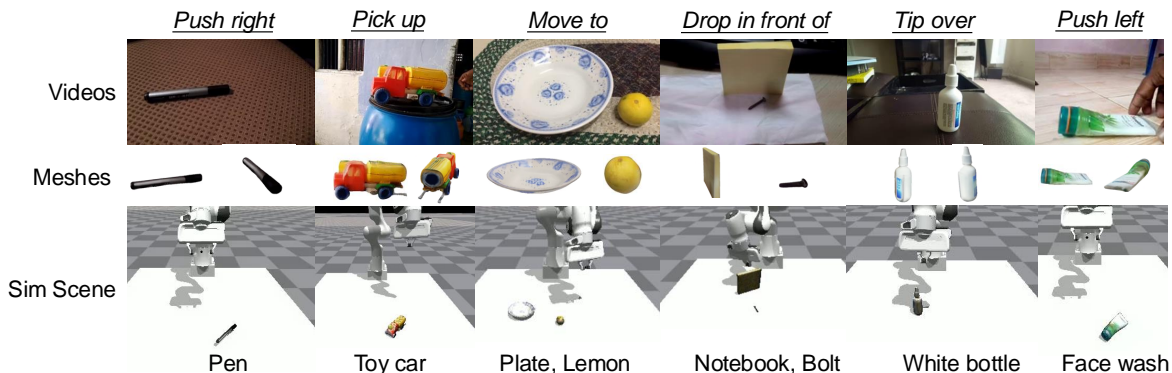 Push right Pick up Move to Drop in front of Tip over Push left
Videos
Meshes
Sim Scene
Pen Toy car Plate, Lemon Notebook, Bolt White bottle Face wash